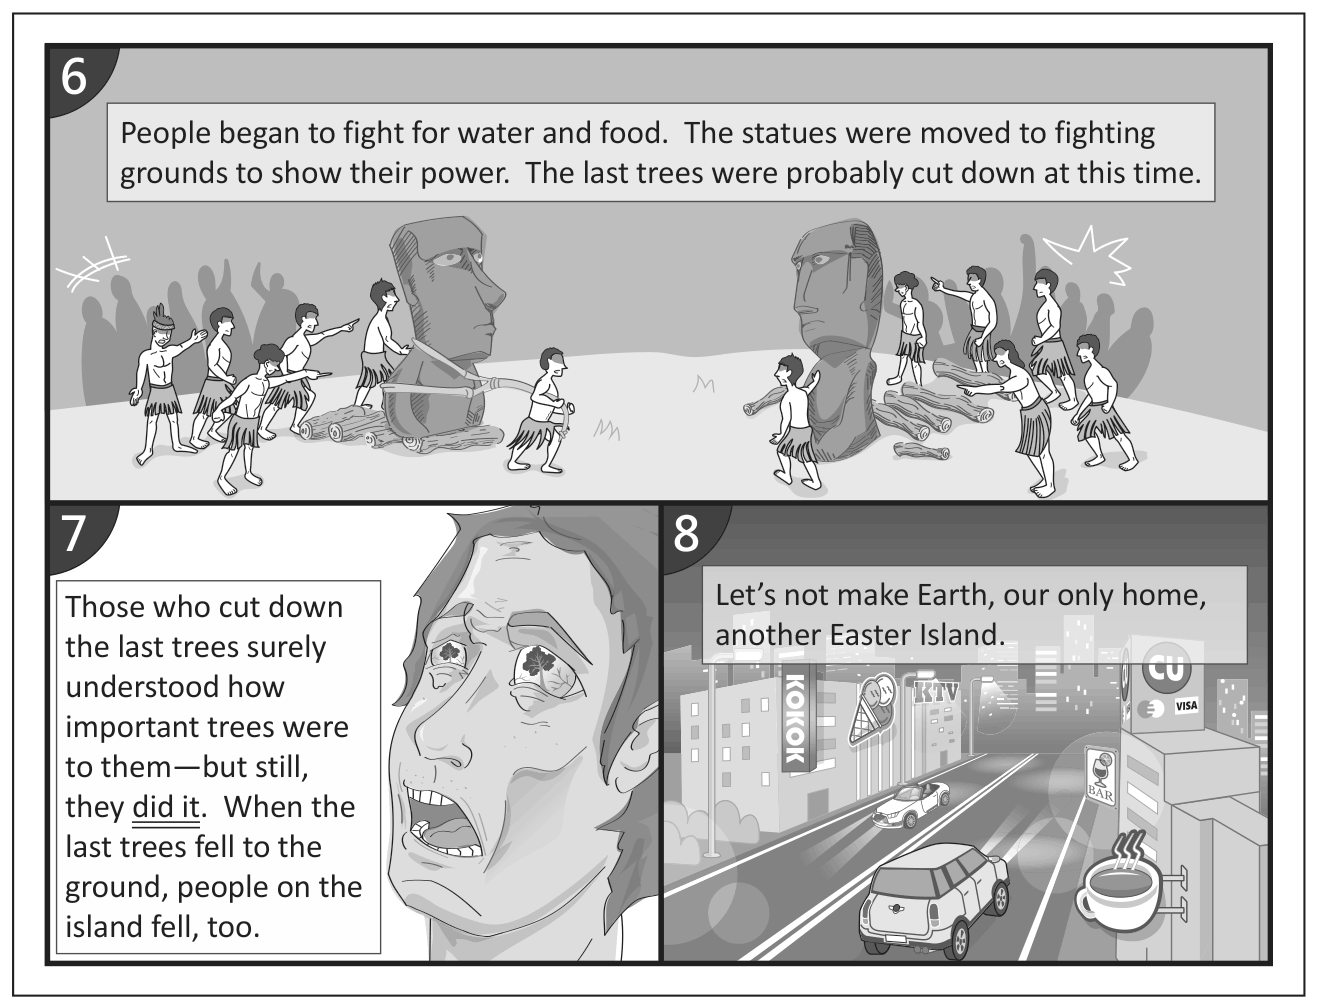 6
People began to fight for water and food.  The statues were moved to fighting
grounds to show their power.  The last trees were probably cut down at this time.
7
Those who cut down
the last trees surely
understood how
important trees were
to them—but still,
they did it.  When the
last trees fell to the
ground, people on the
island fell, too.
8
Let's not make Earth, our only home,
another Easter Island.
KOKOK
KTV
CU
VISA
BAR